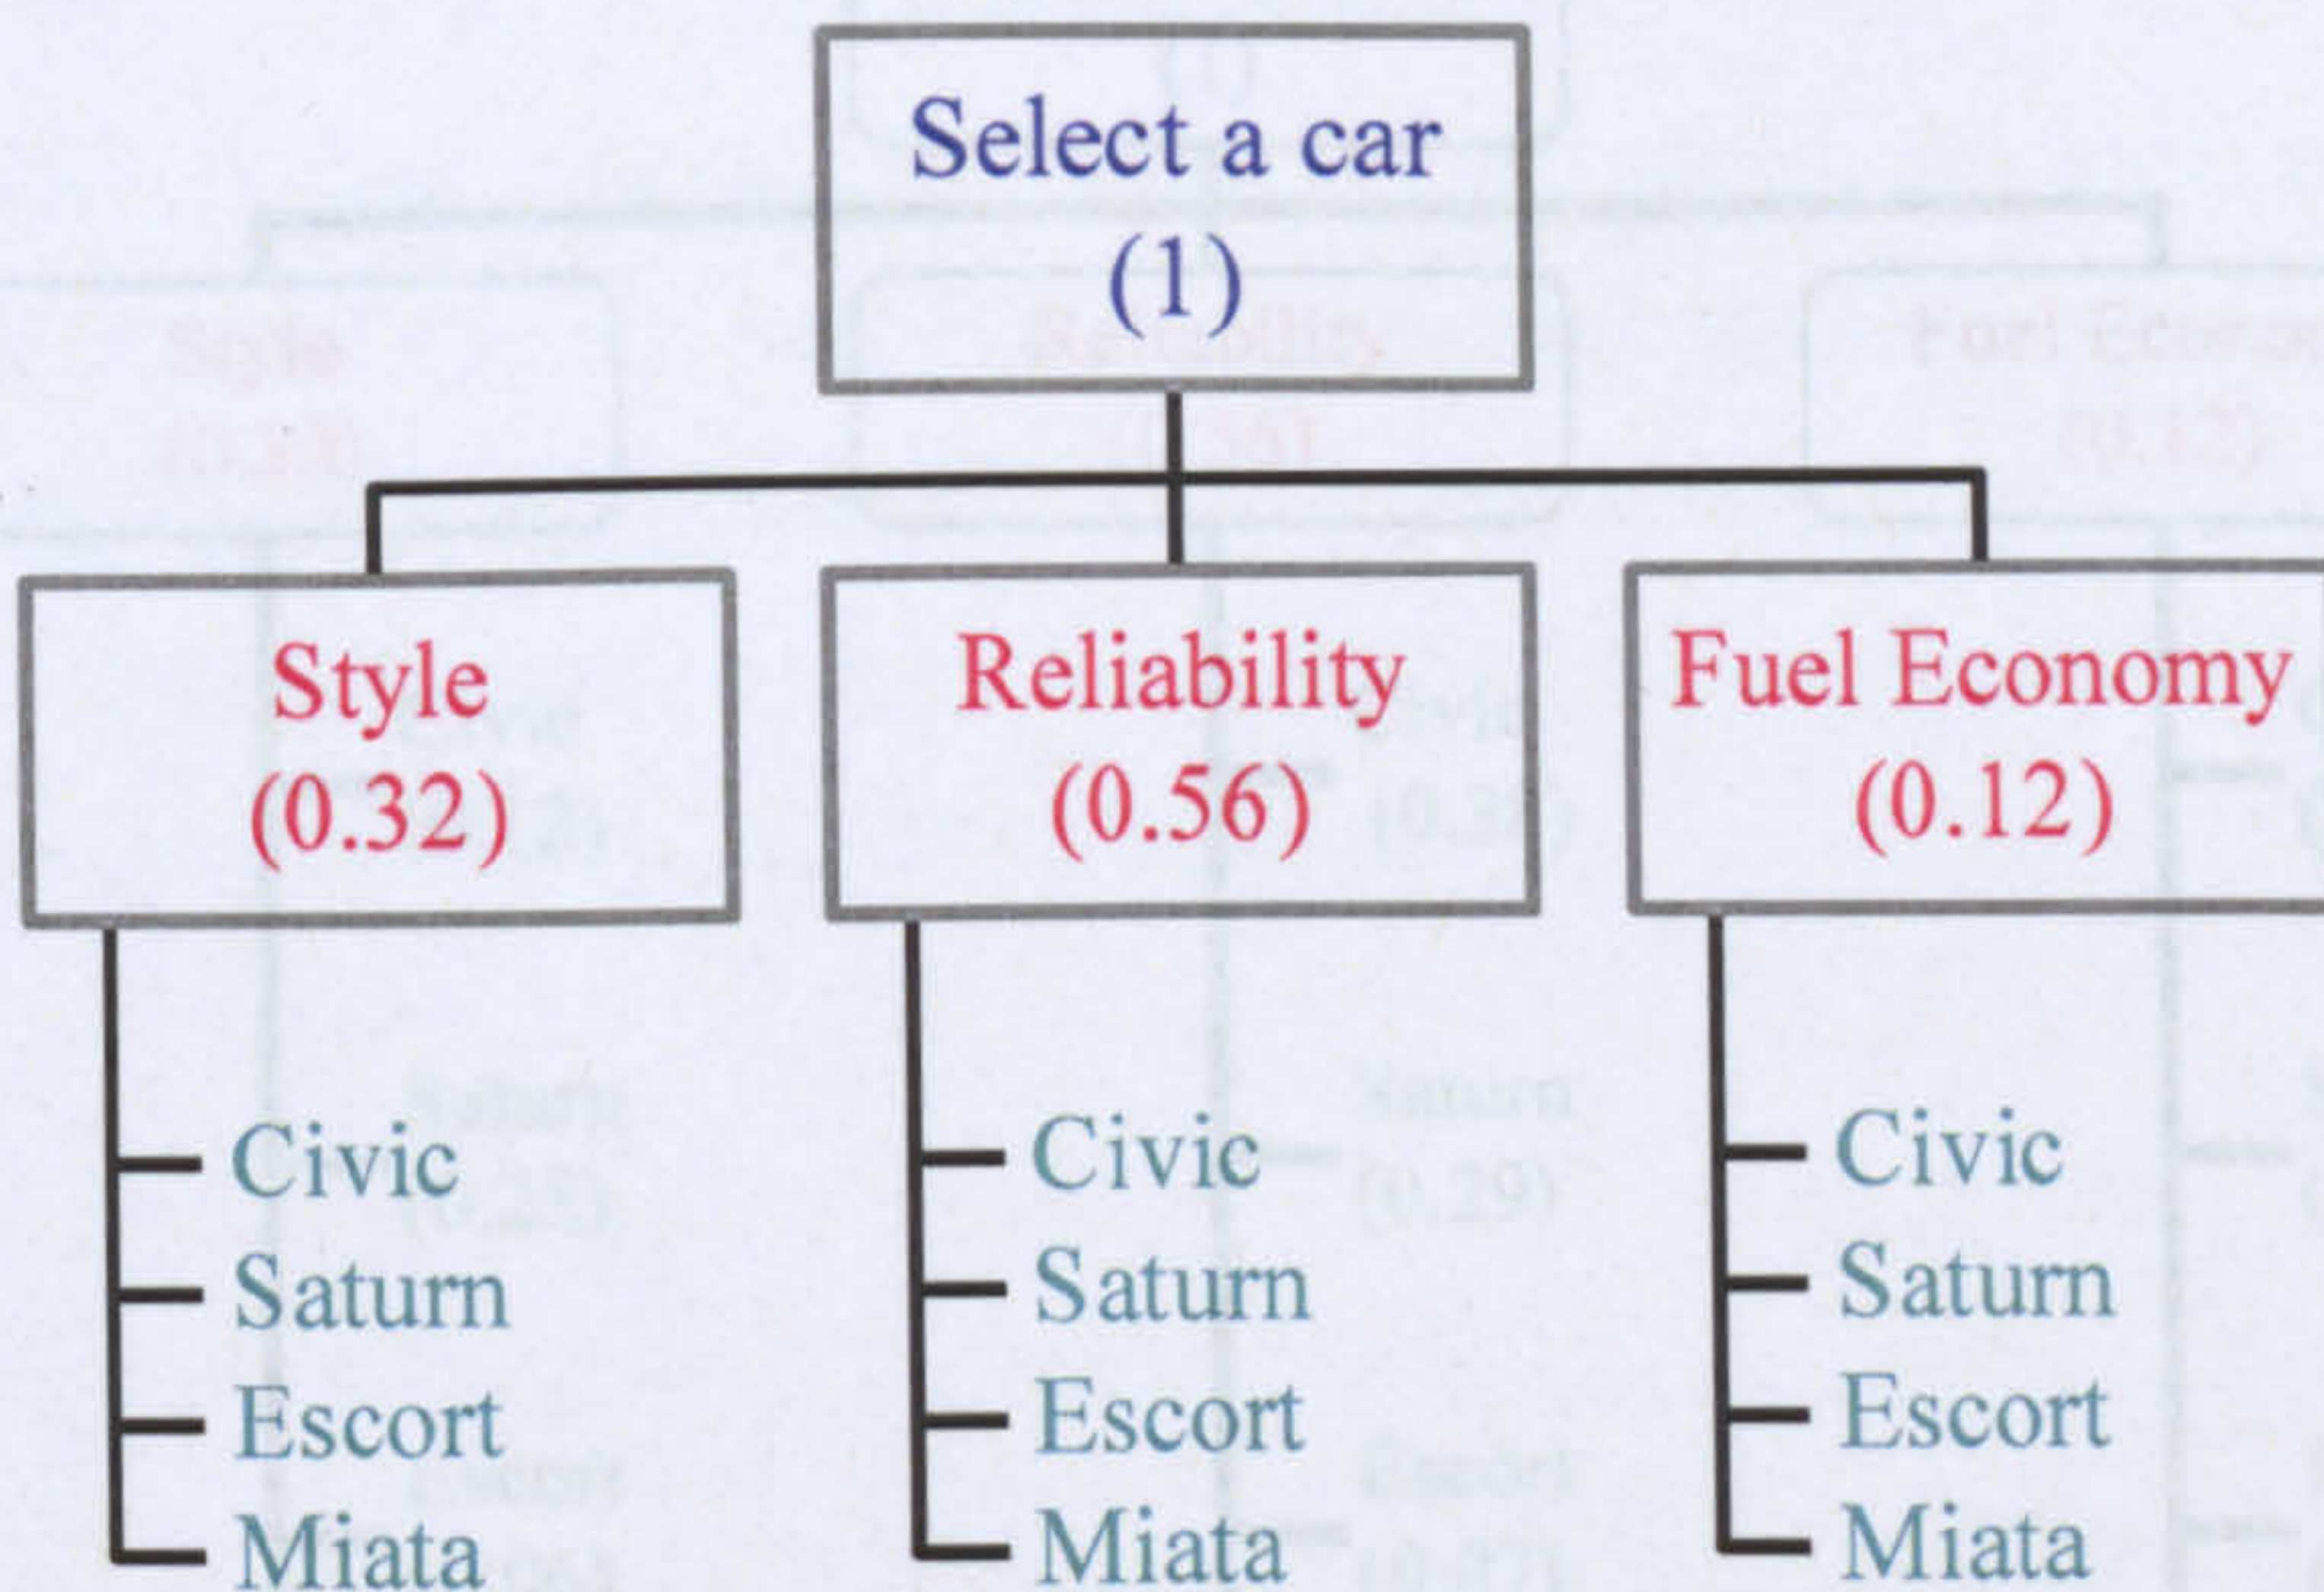 Select a car
(1)
Style
(0.32)
Reliability
(0.56)
Fuel Economy
(0.12)
Civic
Saturn
Escort
Miata
Civic
Saturn
Escort
Miata
Civic
Saturn
Escort
Miata